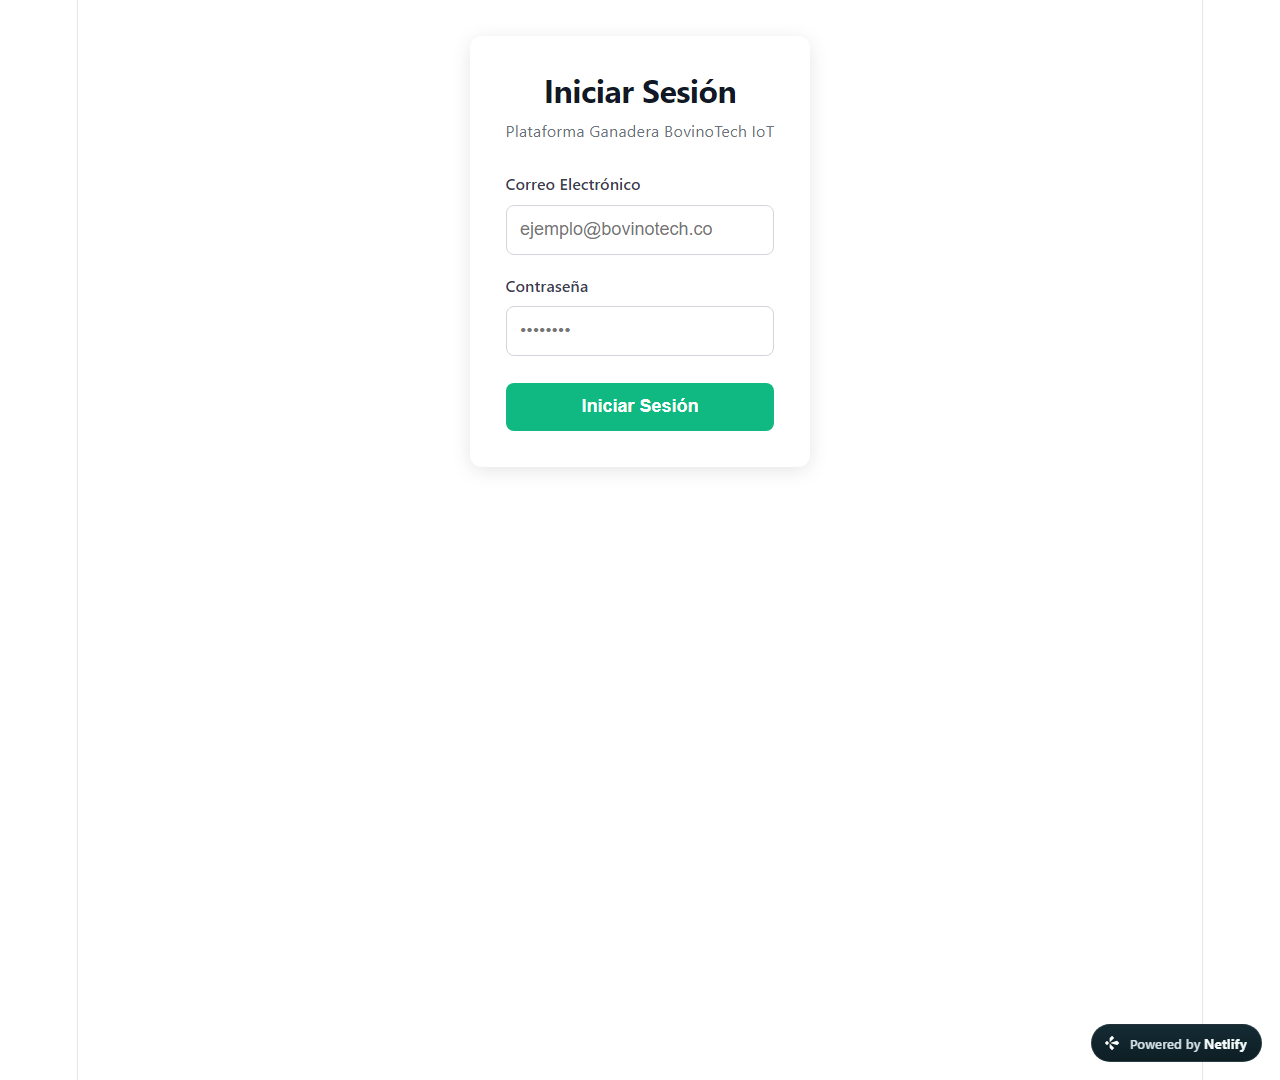 Iniciar Sesión
Plataforma Ganadera BovinoTech IoT
Correo Electrónico
ejemplo@bovinotech.co
Contraseña
••••••••
Iniciar Sesión
Powered by Netlify